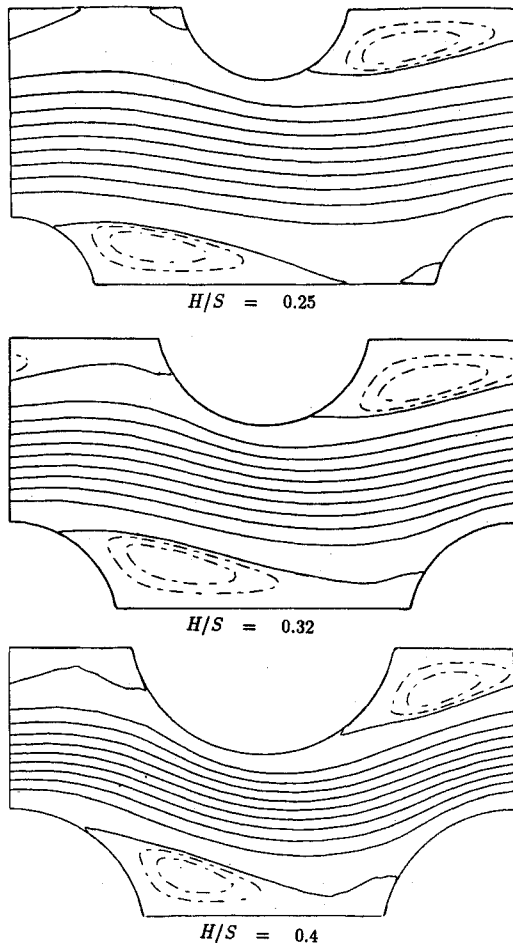 H/S = 0.25
H/S = 0.32
H/S = 0.4